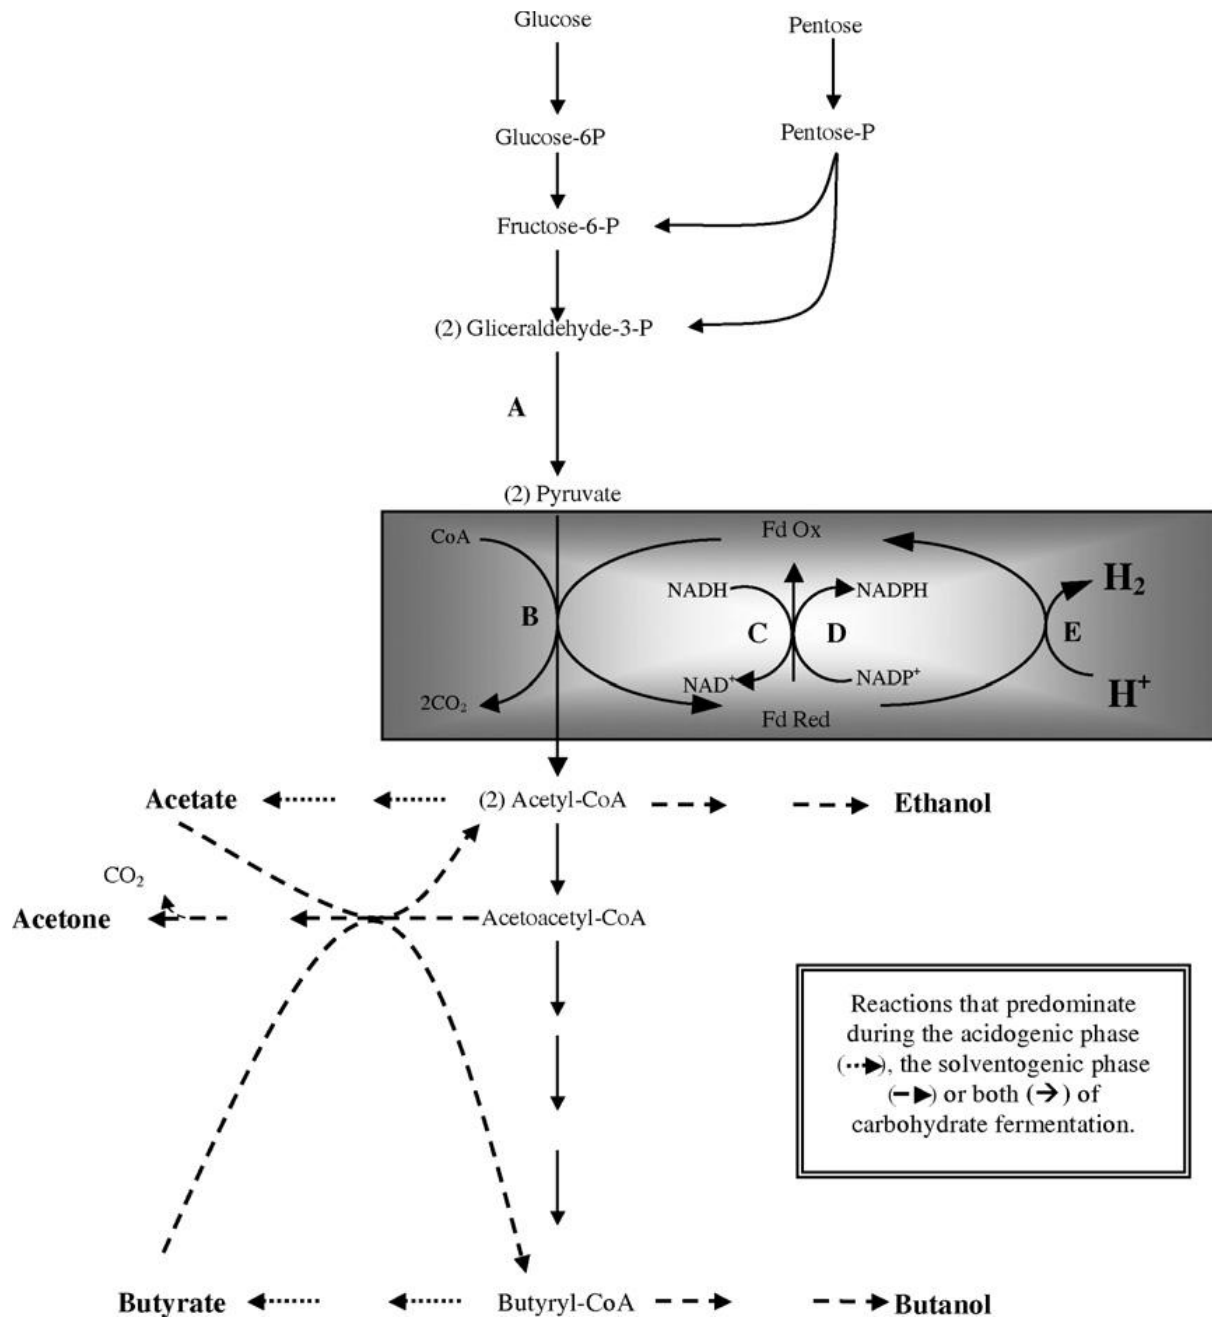 Glucose
Pentose
Glucose-6P
Pentose-P
Fructose-6-P
(2) Gliceraldehyde-3-P
A
(2) Pyruvate
CoA
Fd Ox
NADH
NADPH
H₂
B
C
D
E
2CO₂
NAD⁺
NADP⁺
H⁺
Fd Red
Acetate
(2) Acetyl-CoA
Ethanol
CO₂
Acetone
Acetoacetyl-CoA
Reactions that predominate
during the acidogenic phase
(··➤), the solventogenic phase
(–➤) or both (→) of
carbohydrate fermentation.
Butyrate
Butyryl-CoA
Butanol